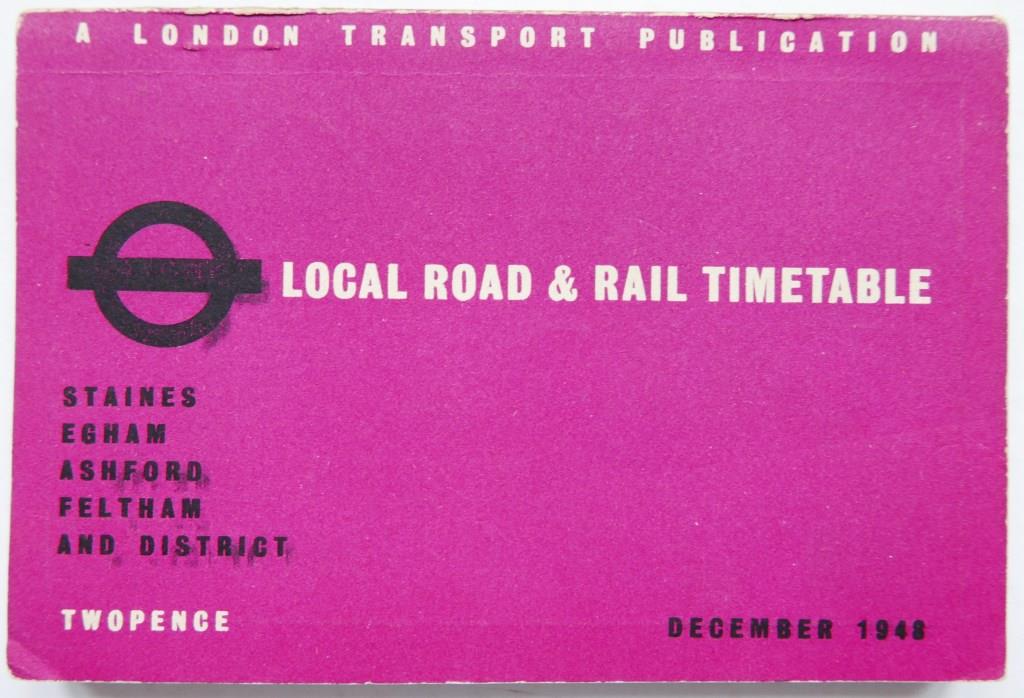 A LONDON TRANSPORT PUBLICATION
LOCAL ROAD & RAIL TIMETABLE
STAINES
EGHAM
ASHFORD
FELTHAM
AND DISTRICT
TWOPENCE
DECEMBER 1948